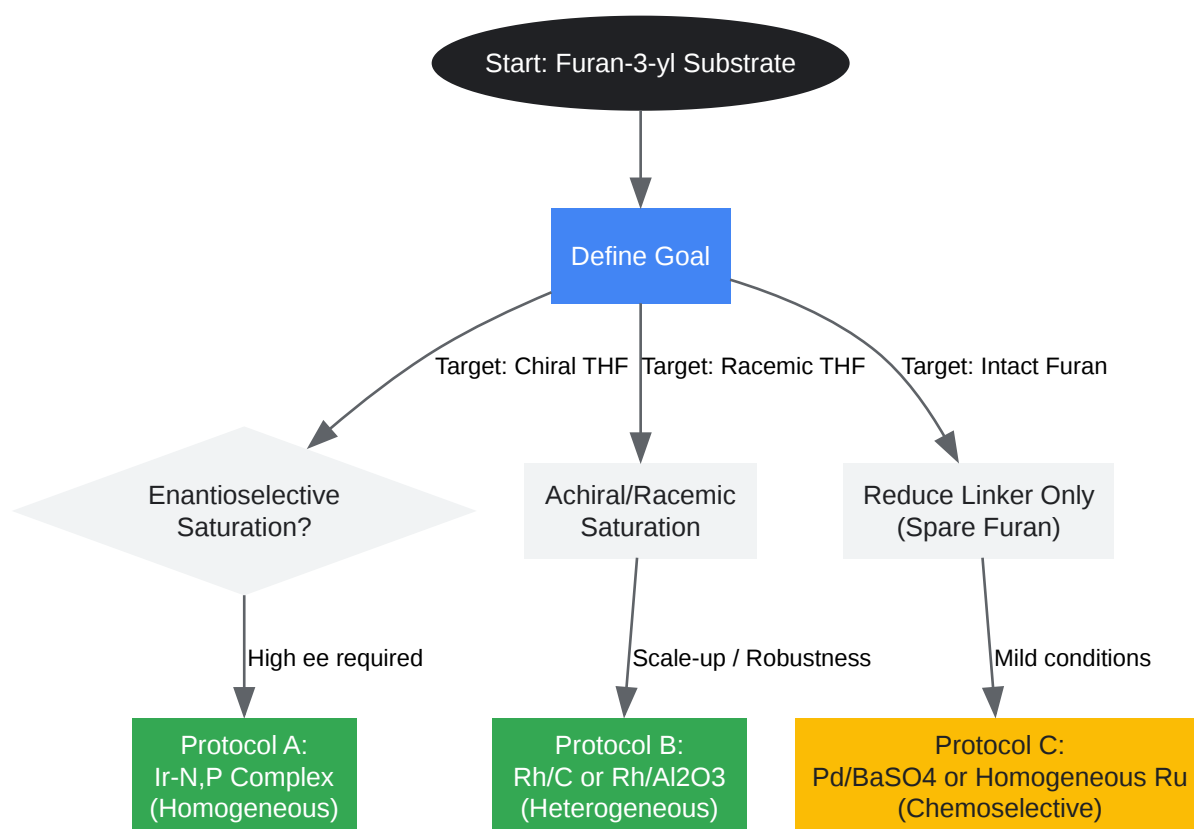 Start: Furan-3-yl Substrate
Define Goal
Target: Chiral THF
Target: Racemic THF
Target: Intact Furan
Enantioselective
Saturation?
Achiral/Racemic
Saturation
Reduce Linker Only
(Spare Furan)
High ee required
Scale-up / Robustness
Mild conditions
Protocol A:
Ir-N,P Complex
(Homogeneous)
Protocol B:
Rh/C or Rh/Al2O3
(Heterogeneous)
Protocol C:
Pd/BaSO4 or Homogeneous Ru
(Chemoselective)